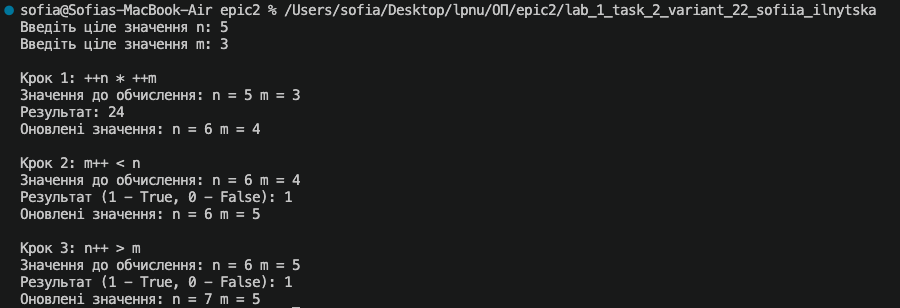 sofia@Sofias-MacBook-Air epic2 % /Users/sofia/Desktop/lpnu/ОП/epic2/lab_1_task_2_variant_22_sofiia_ilnytska
Введіть ціле значення n: 5
Введіть ціле значення m: 3
Крок 1: ++n * ++m
Значення до обчислення: n = 5 m = 3
Результат: 24
Оновлені значення: n = 6 m = 4
Крок 2: m++ < n
Значення до обчислення: n = 6 m = 4
Результат (1 – True, 0 – False): 1
Оновлені значення: n = 6 m = 5
Крок 3: n++ > m
Значення до обчислення: n = 6 m = 5
Результат (1 – True, 0 – False): 1
Оновлені значення: n = 7 m = 5